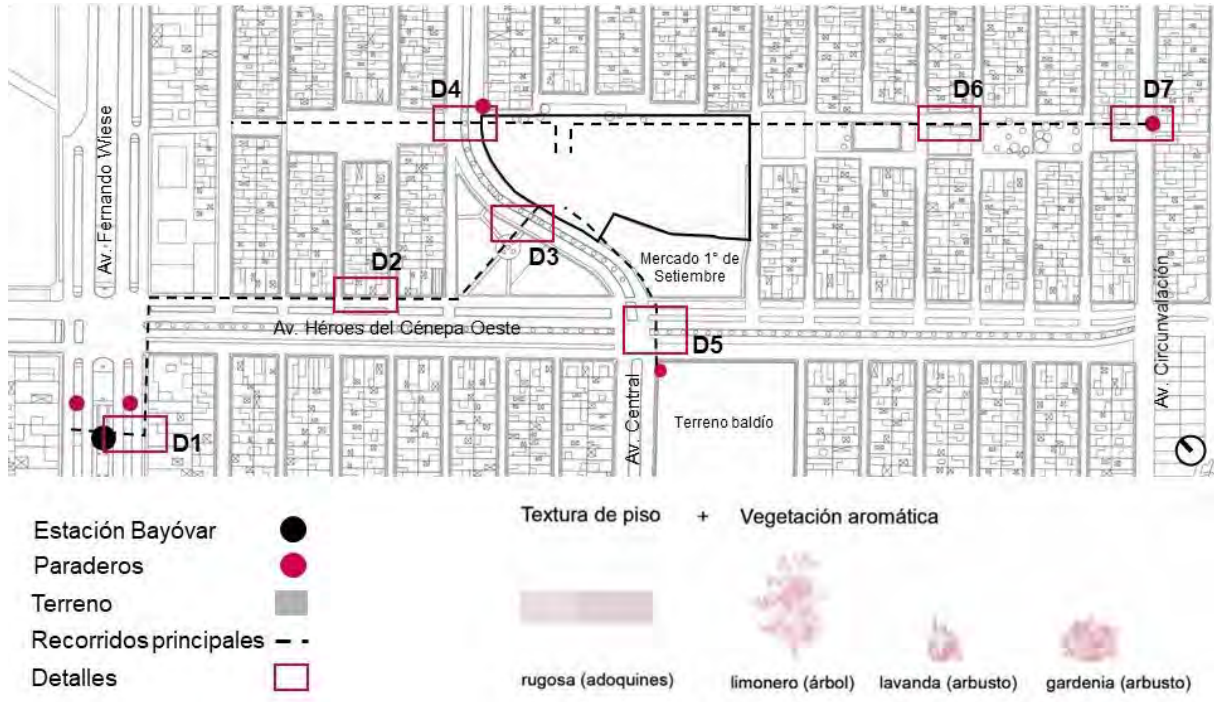 D4
D6
D7
Av. Fernando Wiese
D2
D3
Mercado 1° de
Setiembre
Av. Héroes del Cénepa Oeste
D5
Av. Circunvalación
D1
Av. Central
Terreno baldío
Estación Bayóvar
Paraderos
Terreno
Recorridos principales
Detalles
Textura de piso + Vegetación aromática
rugosa (adoquines)
limonero (árbol)
lavanda (arbusto)
gardenia (arbusto)